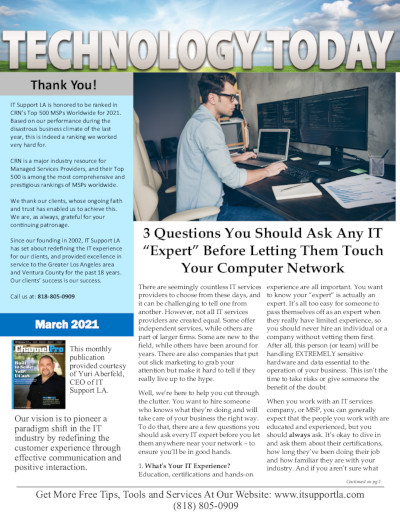 TECHNOLOGY TODAY
Thank You!
IT Support LA is honored to be ranked in
CRN's Top 500 MSPs Worldwide for 2021.
Based on our performance during the
disastrous business climate of the last
year, this is indeed a ranking we worked
very hard for.
CRN is a major industry resource for
Managed Services Providers, and their Top
500 is among the most comprehensive and
prestigious rankings of MSPs worldwide.
We thank our clients, whose ongoing faith
and trust has enabled us to achieve this.
We are, as always, grateful for your
continuing patronage.
Since our founding in 2002, IT Support LA
has set about redefining the IT experience
for our clients, and provided excellence in
service to the Greater Los Angeles area
and Ventura County for the past 18 years.
Our clients' success is our success.
Call us at: 818-805-0909
March 2021
ChannelPro
This monthly
publication
provided courtesy
of Yuri Aberfeld,
CEO of IT
Support LA.
Our vision is to pioneer a
paradigm shift in the IT
industry by redefining the
customer experience through
effective communication and
positive interaction.
3 Questions You Should Ask Any IT
"Expert" Before Letting Them Touch
Your Computer Network
There are seemingly countless IT services
providers to choose from these days, and
it can be challenging to tell one from
another. However, not all IT service
providers are created equal. Some offer
independent services, while others are
part of larger firms. Some are new to the
field, while others have been around for
years. There are also companies that put
out slick marketing to grab your
attention but make it hard to tell if they
really live up to the hype.
Well, we're here to help you cut through
the clutter. You want to hire someone
who knows what they're doing and will
take care of your business the right way.
To do that, there are a few questions you
should ask every IT expert before you let
them anywhere near your network – to
ensure you'll be in good hands.
1. What's Your IT Experience?
Education, certifications and hands-on
experience are all important. You want
to know your "expert" is actually an
expert. It's all too easy for someone to
pass themselves off as an expert when
they really have limited experience, so
you should never hire an individual or a
company without vetting them first.
After all, this person (or team) will be
handling EXTREMELY sensitive
hardware and data essential to the
operation of your business. This isn't the
time to take risks or give someone the
benefit of the doubt.
When you work with an IT services
company, or MSP, you can generally
expect that the people you work with are
educated and experienced, but you
should always ask. It's okay to dive in
and ask them about their certifications,
how long they've been doing their job
and how familiar they are with your
industry. And if you aren't sure what
Continued on pg.2
Get More Free Tips, Tools and Services At Our Website: www.itsupportla.com
(818) 805-0909